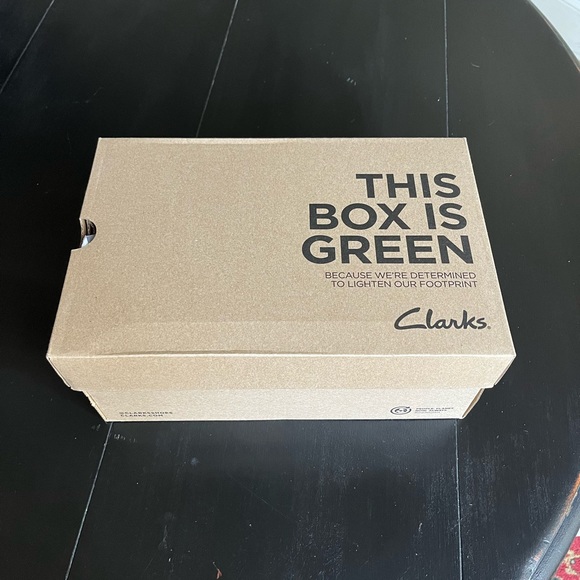 THIS
BOX IS
GREEN
BECAUSE WE'RE DETERMINED
TO LIGHTEN OUR FOOTPRINT
Clarks.
@CLARKSSHOES
CLARKS.COM